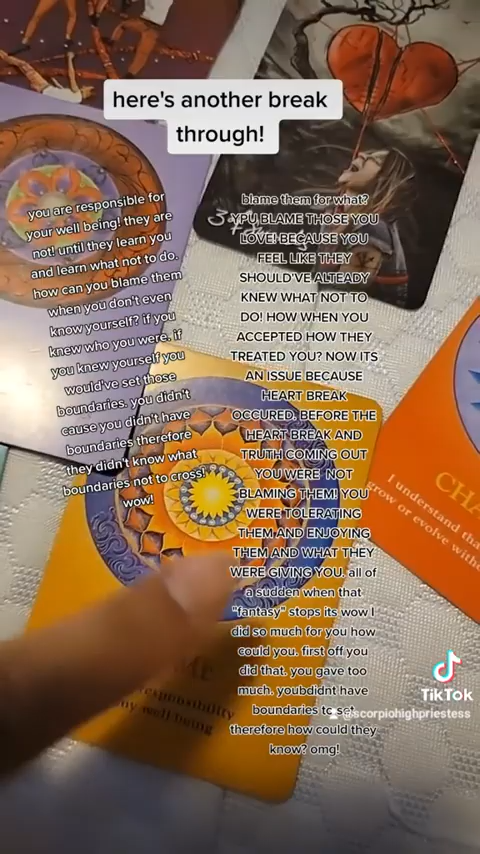 here's another break
through!
you are responsible for
your well being! they are
not! until they learn you
and learn what not to do.
how can you blame them
when you don't even
know yourself? if you
knew who you were. if
you knew yourself you
would've set those
boundaries. you didn't
cause you didn't have
boundaries therefore
they didn't know what
boundaries not to cross!
wow!
blame them for what?
YPU BLAME THOSE YOU
LOVE! BECAUSE YOU
FEEL LIKE THEY
SHOULD'VE ALTEADY
KNEW WHAT NOT TO
DO! HOW WHEN YOU
ACCEPTED HOW THEY
TREATED YOU? NOW ITS
AN ISSUE BECAUSE
HEART BREAK
OCCURED. BEFORE THE
HEART BREAK AND
TRUTH COMING OUT
YOU WERE NOT
BLAMING THEM! YOU
WERE TOLERATING
THEM AND ENJOYING
THEM AND WHAT THEY
WERE GIVING YOU. all of
a sudden when that
"fantasy" stops its wow I
did so much for you how
could you. first off you
did that. you gave too
much. youbdidnt have
boundaries to set
therefore how could they
know? omg!
CHA
I understand tha
grow or evolve witho
ME
responsibility
my well being
TikTok
@scorpiohighpriestess